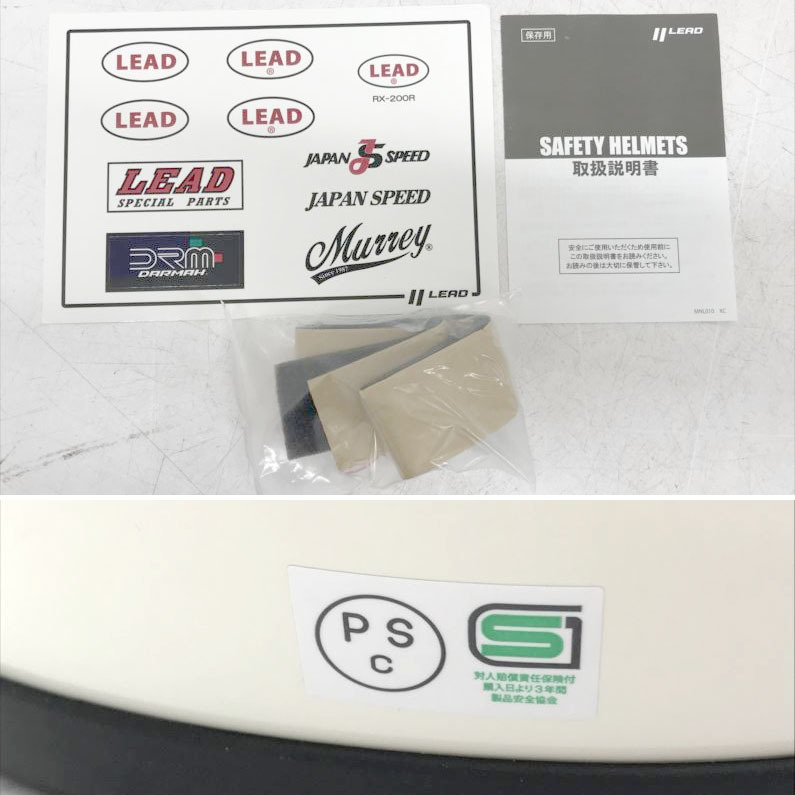 LEAD
LEAD®
LEAD®
RX-200R
LEAD
LEAD®
LEAD
SPECIAL PARTS
JAPAN JS SPEED
JAPAN SPEED
DRM
DARMAH.
Murrey®
Since 1982
LEAD
保存用
LEAD
SAFETY HELMETS
取扱説明書
安全にご使用いただくため使用前に
この取扱説明書をお読みください。
お読みの後は大切に保管して下さい。
PS
C
SG
対人賠償責任保険付
購入日より3年間
製品安全協会